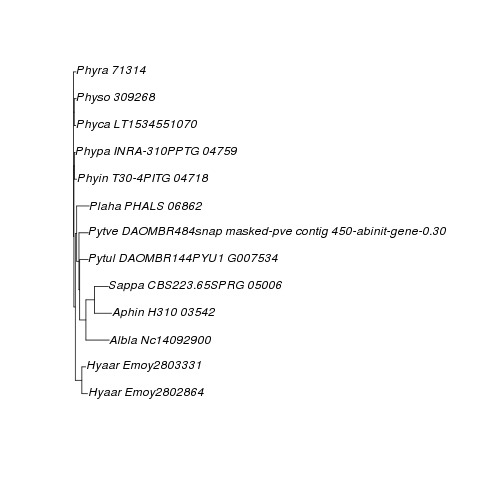 Phyra 71314
Physo 309268
Phyca LT1534551070
Phypa INRA-310PPTG 04759
Phyin T30-4PITG 04718
Plaha PHALS 06862
Pytve DAOMBR484snap masked-pve contig 450-abinit-gene-0.30
Pytul DAOMBR144PYU1 G007534
Sappa CBS223.65SPRG 05006
Aphin H310 03542
Albla Nc14092900
Hyaar Emoy2803331
Hyaar Emoy2802864